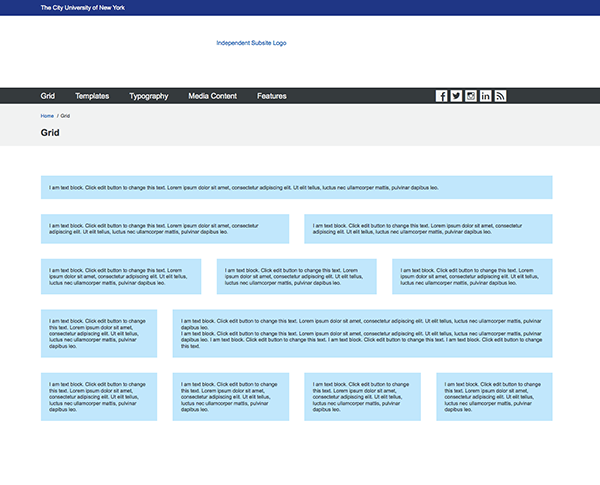 The City University of New York
Independent Subsite Logo
Grid Templates Typography Media Content Features
Home / Grid
Grid
I am text block. Click edit button to change this text. Lorem ipsum dolor sit amet, consectetur adipiscing elit. Ut elit tellus, luctus nec ullamcorper mattis, pulvinar dapibus leo.
I am text block. Click edit button to change this text. Lorem ipsum dolor sit amet, consectetur
adipiscing elit. Ut elit tellus, luctus nec ullamcorper mattis, pulvinar dapibus leo.
I am text block. Click edit button to change this text. Lorem ipsum dolor sit amet, consectetur
adipiscing elit. Ut elit tellus, luctus nec ullamcorper mattis, pulvinar dapibus leo.
I am text block. Click edit button to change this text. Lorem
ipsum dolor sit amet, consectetur adipiscing elit. Ut elit tellus,
luctus nec ullamcorper mattis, pulvinar dapibus leo.
I am text block. Click edit button to change this text. Lorem
ipsum dolor sit amet, consectetur adipiscing elit. Ut elit tellus,
luctus nec ullamcorper mattis, pulvinar dapibus leo.
I am text block. Click edit button to change this text. Lorem
ipsum dolor sit amet, consectetur adipiscing elit. Ut elit tellus,
luctus nec ullamcorper mattis, pulvinar dapibus leo.
I am text block. Click edit button to change
this text. Lorem ipsum dolor sit amet,
consectetur adipiscing elit. Ut elit tellus,
luctus nec ullamcorper mattis, pulvinar
dapibus leo.
I am text block. Click edit button to change this text. Lorem ipsum dolor sit amet, consectetur adipiscing elit. Ut elit tellus, luctus nec ullamcorper mattis, pulvinar
dapibus leo.
I am text block. Click edit button to change this text. Lorem ipsum dolor sit amet, consectetur adipiscing elit. Ut elit tellus, luctus nec ullamcorper mattis, pulvinar dapibus
leo. I am text block. Click edit button to change this text. I am text block. Click edit button to change this text. I am text block. Click edit button to change
this text.
I am text block. Click edit button to change
this text. Lorem ipsum dolor sit amet,
consectetur adipiscing elit. Ut elit tellus,
luctus nec ullamcorper mattis, pulvinar
dapibus leo.
I am text block. Click edit button to change
this text. Lorem ipsum dolor sit amet,
consectetur adipiscing elit. Ut elit tellus,
luctus nec ullamcorper mattis, pulvinar
dapibus leo.
I am text block. Click edit button to change
this text. Lorem ipsum dolor sit amet,
consectetur adipiscing elit. Ut elit tellus,
luctus nec ullamcorper mattis, pulvinar
dapibus leo.
I am text block. Click edit button to change
this text. Lorem ipsum dolor sit amet,
consectetur adipiscing elit. Ut elit tellus,
luctus nec ullamcorper mattis, pulvinar
dapibus leo.